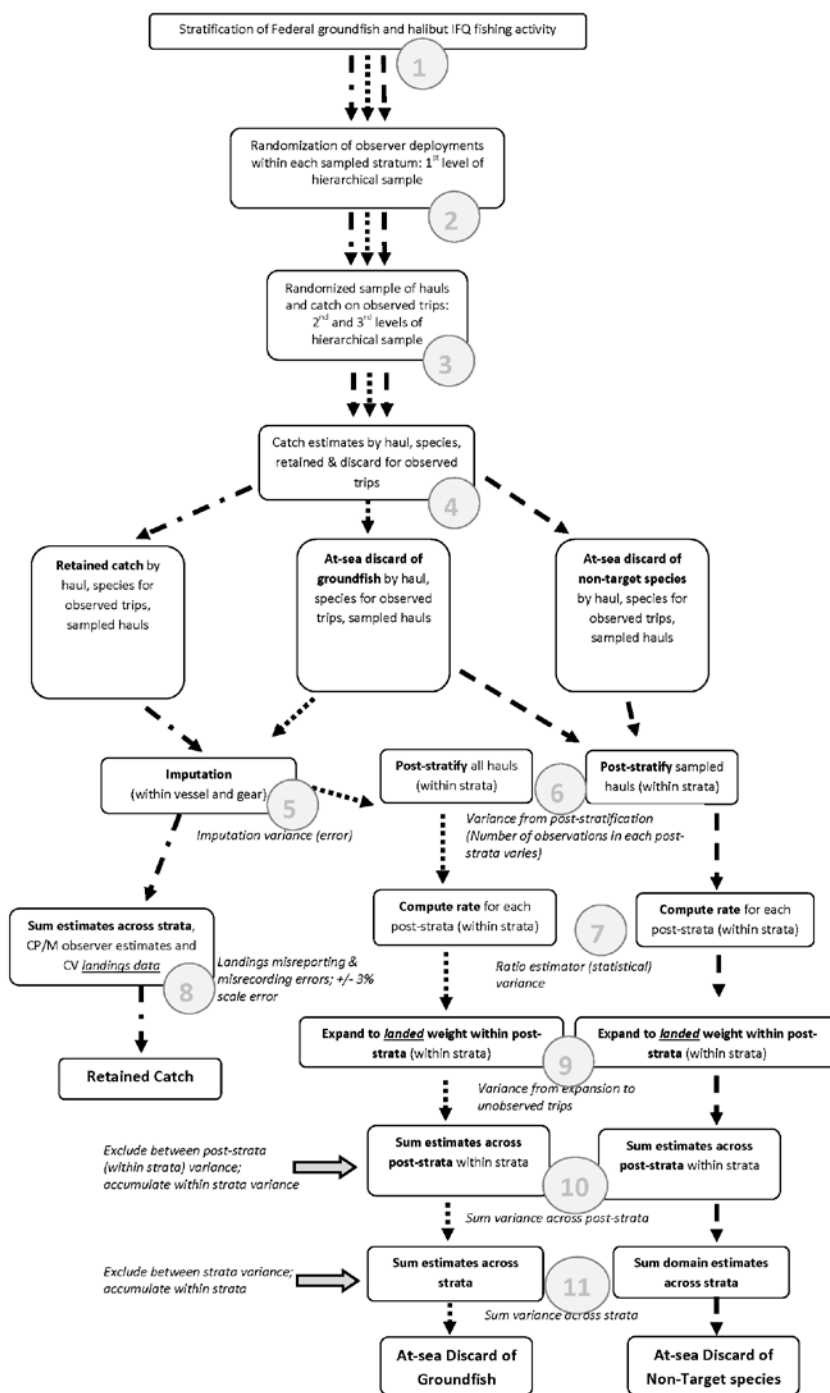 Stratification of Federal groundfish and halibut IFQ fishing activity
1
Randomization of observer deployments
within each sampled stratum: 1st level of
hierarchical sample
2
Randomized sample of hauls
and catch on observed trips:
2nd and 3rd levels of
hierarchical sample
3
Catch estimates by haul, species,
retained & discard for observed
trips
4
Retained catch by
haul, species for
observed trips,
sampled hauls
At-sea discard of
groundfish by haul,
species for observed
trips, sampled hauls
At-sea discard of
non-target species
by haul, species for
observed trips,
sampled hauls
Imputation
(within vessel and gear)
5
Imputation variance (error)
Post-stratify all hauls
(within strata)
6
Post-stratify sampled
hauls (within strata)
Variance from post-stratification
(Number of observations in each post-
strata varies)
Compute rate for each
post-strata (within strata)
7
Compute rate for each
post-strata (within strata)
Ratio estimator (statistical)
variance
Sum estimates across strata,
CP/M observer estimates and
CV landings data
8
Landings misreporting &
misrecording errors; +/- 3%
scale error
Retained Catch
Expand to landed weight within post-
strata (within strata)
9
Expand to landed weight within post-
strata (within strata)
Variance from expansion to
unobserved trips
Exclude between post-strata
(within strata) variance;
accumulate within strata variance
Sum estimates across
post-strata within strata
10
Sum estimates across
post-strata within strata
Sum variance across post-strata
Exclude between strata variance;
accumulate within strata
Sum estimates across
strata
11
Sum domain estimates
across strata
Sum variance across strata
At-sea Discard of
Groundfish
At-sea Discard of
Non-Target species